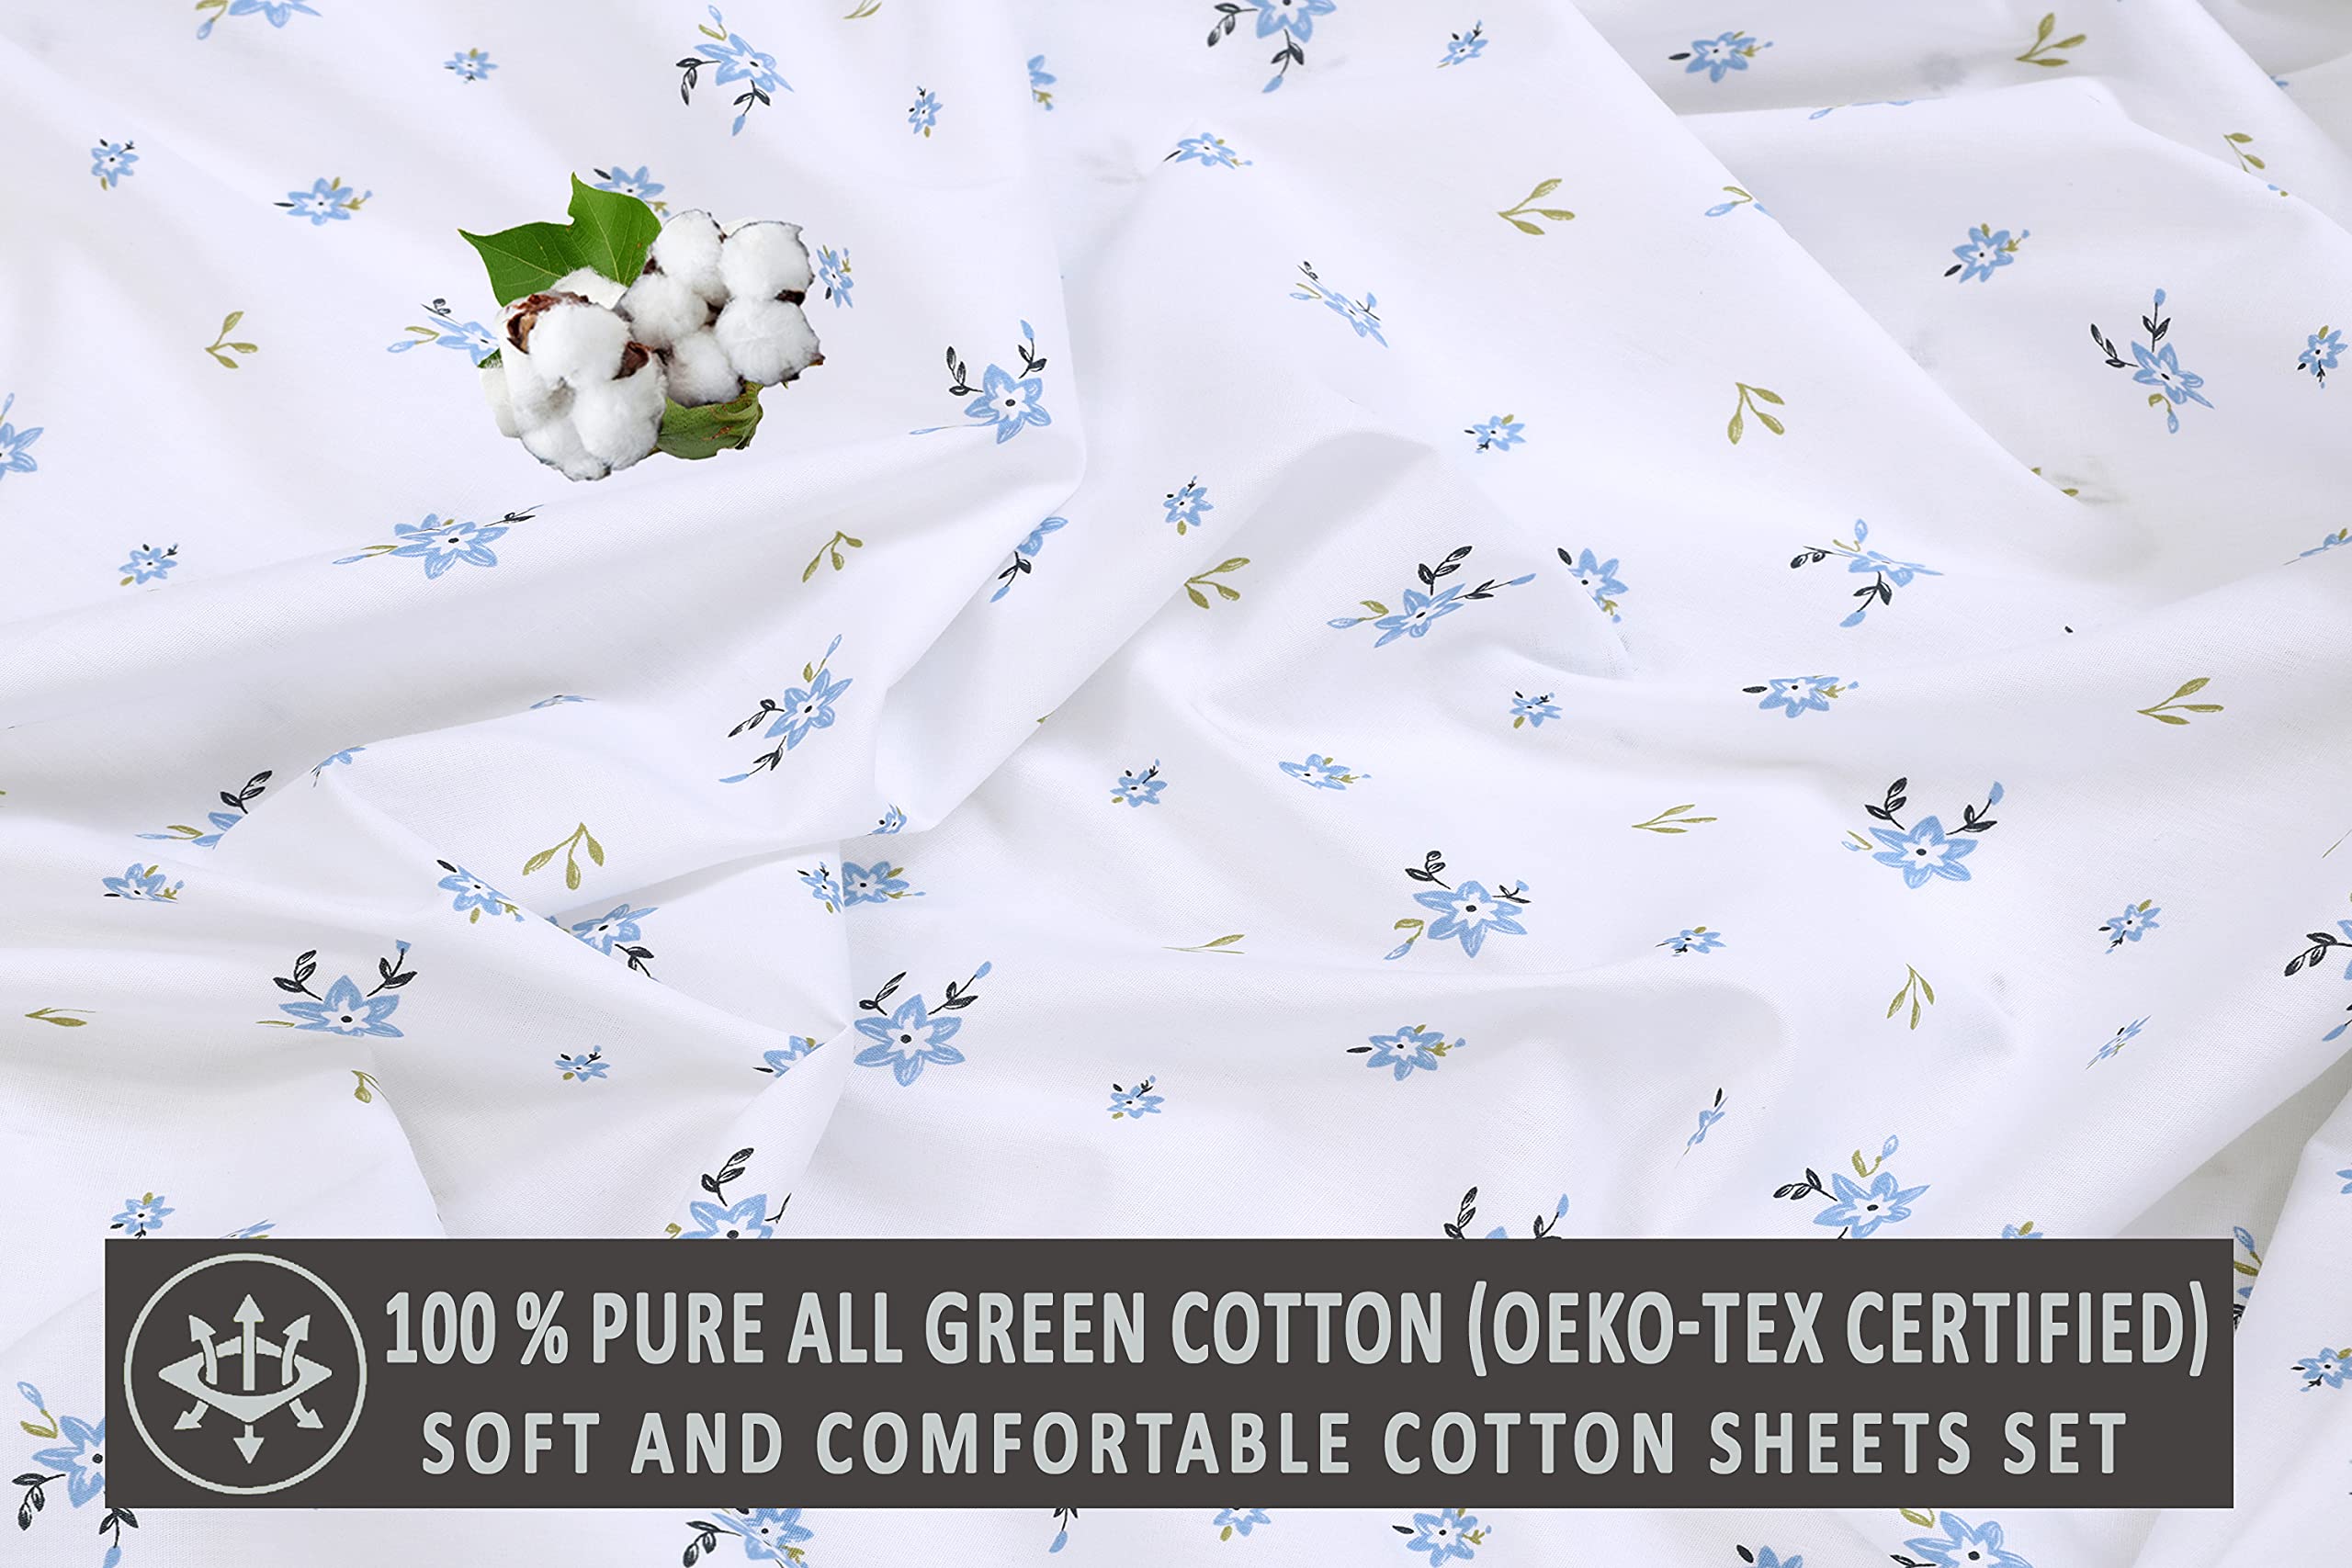 100 % PURE ALL GREEN COTTON (OEKO-TEX CERTIFIED)
SOFT AND COMFORTABLE COTTON SHEETS SET